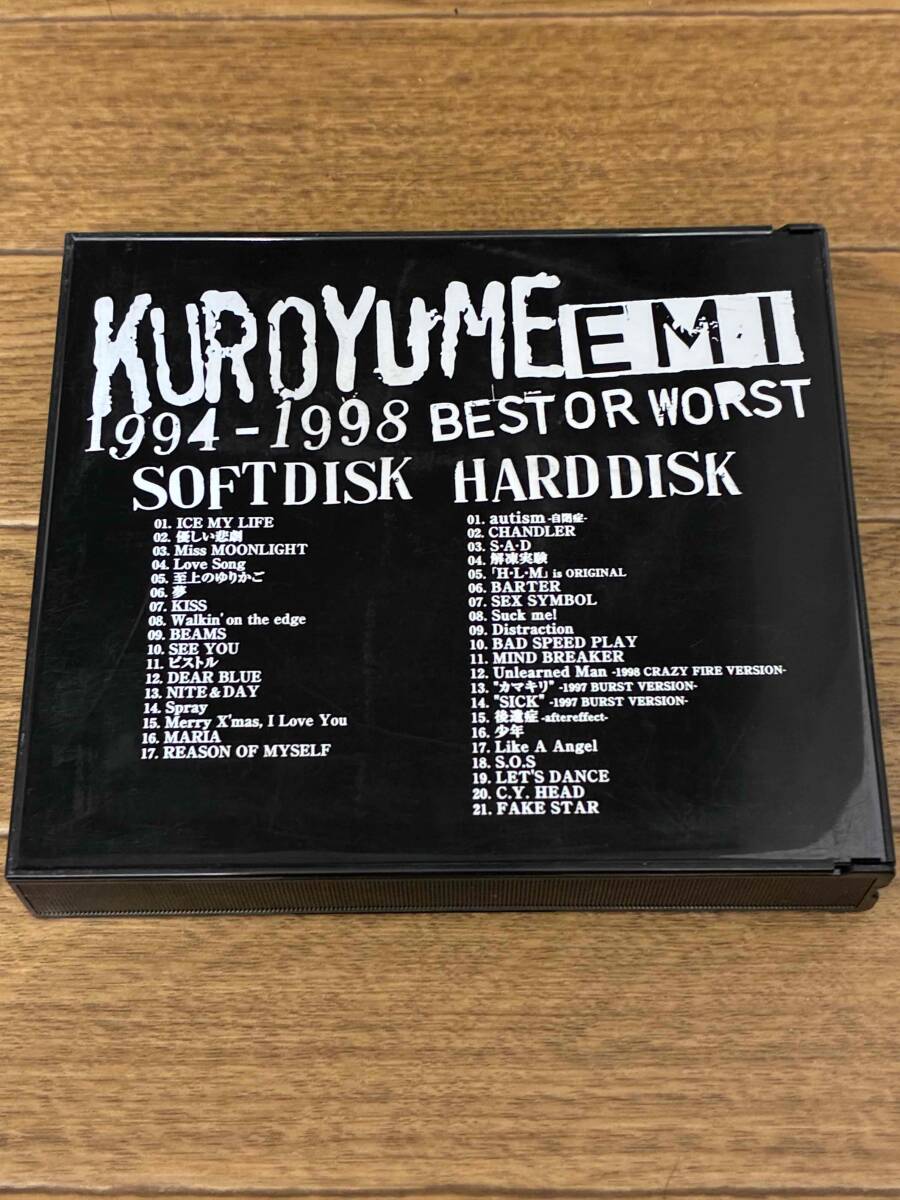 KUROYUME EMI
1994-1998 BEST OR WORST
SOFT DISK
01. ICE MY LIFE
02. 優しい悲劇
03. Miss MOONLIGHT
04. Love Song
05. 至上のゆりかご
06. 夢
07. KISS
08. Walkin' on the edge
09. BEAMS
10. SEE YOU
11. ピストル
12. DEAR BLUE
13. NITE & DAY
14. Spray
15. Merry X'mas, I Love You
16. MARIA
17. REASON OF MYSELF
HARD DISK
01. autism -自閉症-
02. CHANDLER
03. S·A·D
04. 解凍実験
05. 「H·L·M」is ORIGINAL
06. BARTER
07. SEX SYMBOL
08. Suck me!
09. Distraction
10. BAD SPEED PLAY
11. MIND BREAKER
12. Unlearned Man -1998 CRAZY FIRE VERSION-
13. "カマキリ" -1997 BURST VERSION-
14. "SICK" -1997 BURST VERSION-
15. 後遺症 -aftereffect-
16. 少年
17. Like A Angel
18. S.O.S
19. LET'S DANCE
20. C.Y. HEAD
21. FAKE STAR